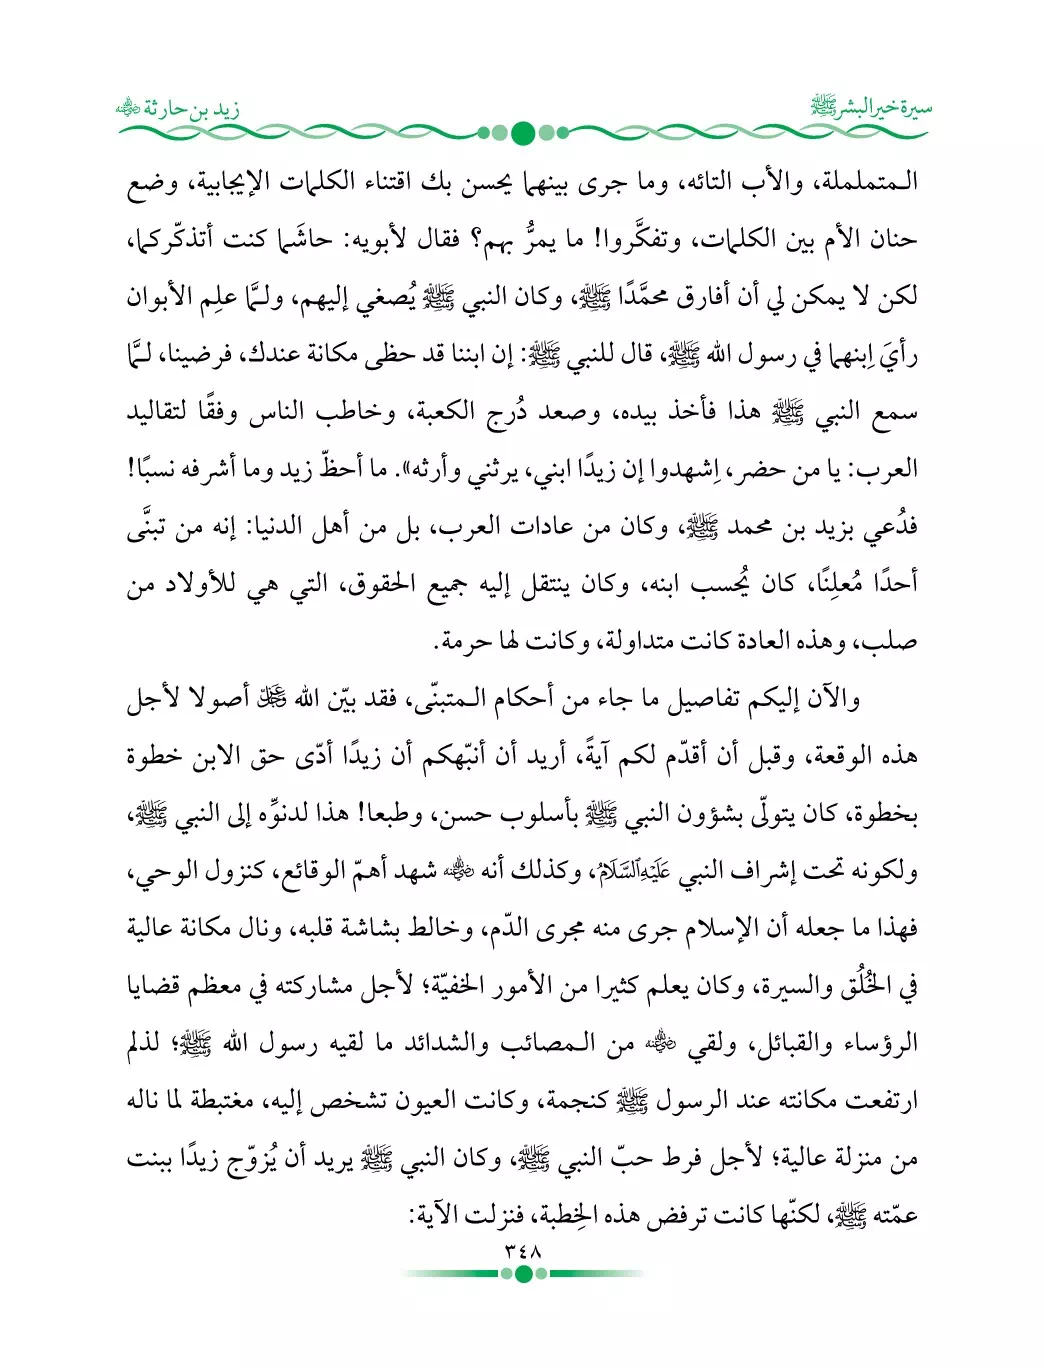 سيرة خير البشر ﷺ
زيد بن حارثة رضي الله عنه
المتململة، والأب التائه، وما جرى بينهما يحسن بك اقتناء الكلمات الإيجابية، وضع
حنان الأم بين الكلمات، وتفكَّروا! ما يمرُّ بهم؟ فقال لأبويه: حاشَما كنت أتذكّركما،
لكن لا يمكن لي أن أفارق محمَّدًا ﷺ، وكان النبي ﷺ يُصغي إليهم، ولمَّا علِم الأبوان
رأيَ اِبنهما في رسول الله ﷺ، قال للنبي ﷺ: إن ابننا قد حظى مكانة عندك، فرضينا، لمَّا
سمع النبي ﷺ هذا فأخذ بيده، وصعد دُرج الكعبة، وخاطب الناس وفقًا لتقاليد
العرب: يا من حضر، اِشهدوا إن زيدًا ابني، يرثني وأرثه». ما أحظّ زيد وما أشرفه نسبًا!
فدُعي بزيد بن محمد ﷺ، وكان من عادات العرب، بل من أهل الدنيا: إنه من تبنَّى
أحدًا مُعلِنًا، كان يُحسب ابنه، وكان ينتقل إليه جميع الحقوق، التي هي للأولاد من
صلب، وهذه العادة كانت متداولة، وكانت لها حرمة.
والآن إليكم تفاصيل ما جاء من أحكام المتبنّى، فقد بيّن الله ﷻ أصولا لأجل
هذه الوقعة، وقبل أن أقدّم لكم آيةً، أريد أن أنبّهكم أن زيدًا أدّى حق الابن خطوة
بخطوة، كان يتولّى بشؤون النبي ﷺ بأسلوب حسن، وطبعا! هذا لدنوِّه إلى النبي ﷺ،
ولكونه تحت إشراف النبي عَلَيْهِ ٱلسَّلَامُ، وكذلك أنه رضي الله عنه شهد أهمّ الوقائع، كنزول الوحي،
فهذا ما جعله أن الإسلام جرى منه مجرى الدّم، وخالط بشاشة قلبه، ونال مكانة عالية
في الخُلُق والسيرة، وكان يعلم كثيرا من الأمور الخفيّة؛ لأجل مشاركته في معظم قضايا
الرؤساء والقبائل، ولقي رضي الله عنه من المصائب والشدائد ما لقيه رسول الله ﷺ؛ لذلم
ارتفعت مكانته عند الرسول ﷺ كنجمة، وكانت العيون تشخص إليه، مغتبطة لما ناله
من منزلة عالية؛ لأجل فرط حبّ النبي ﷺ، وكان النبي ﷺ يريد أن يُزوّج زيدًا ببنت
عمّته ﷺ، لكنّها كانت ترفض هذه الخِطبة، فنزلت الآية:
٣٤٨